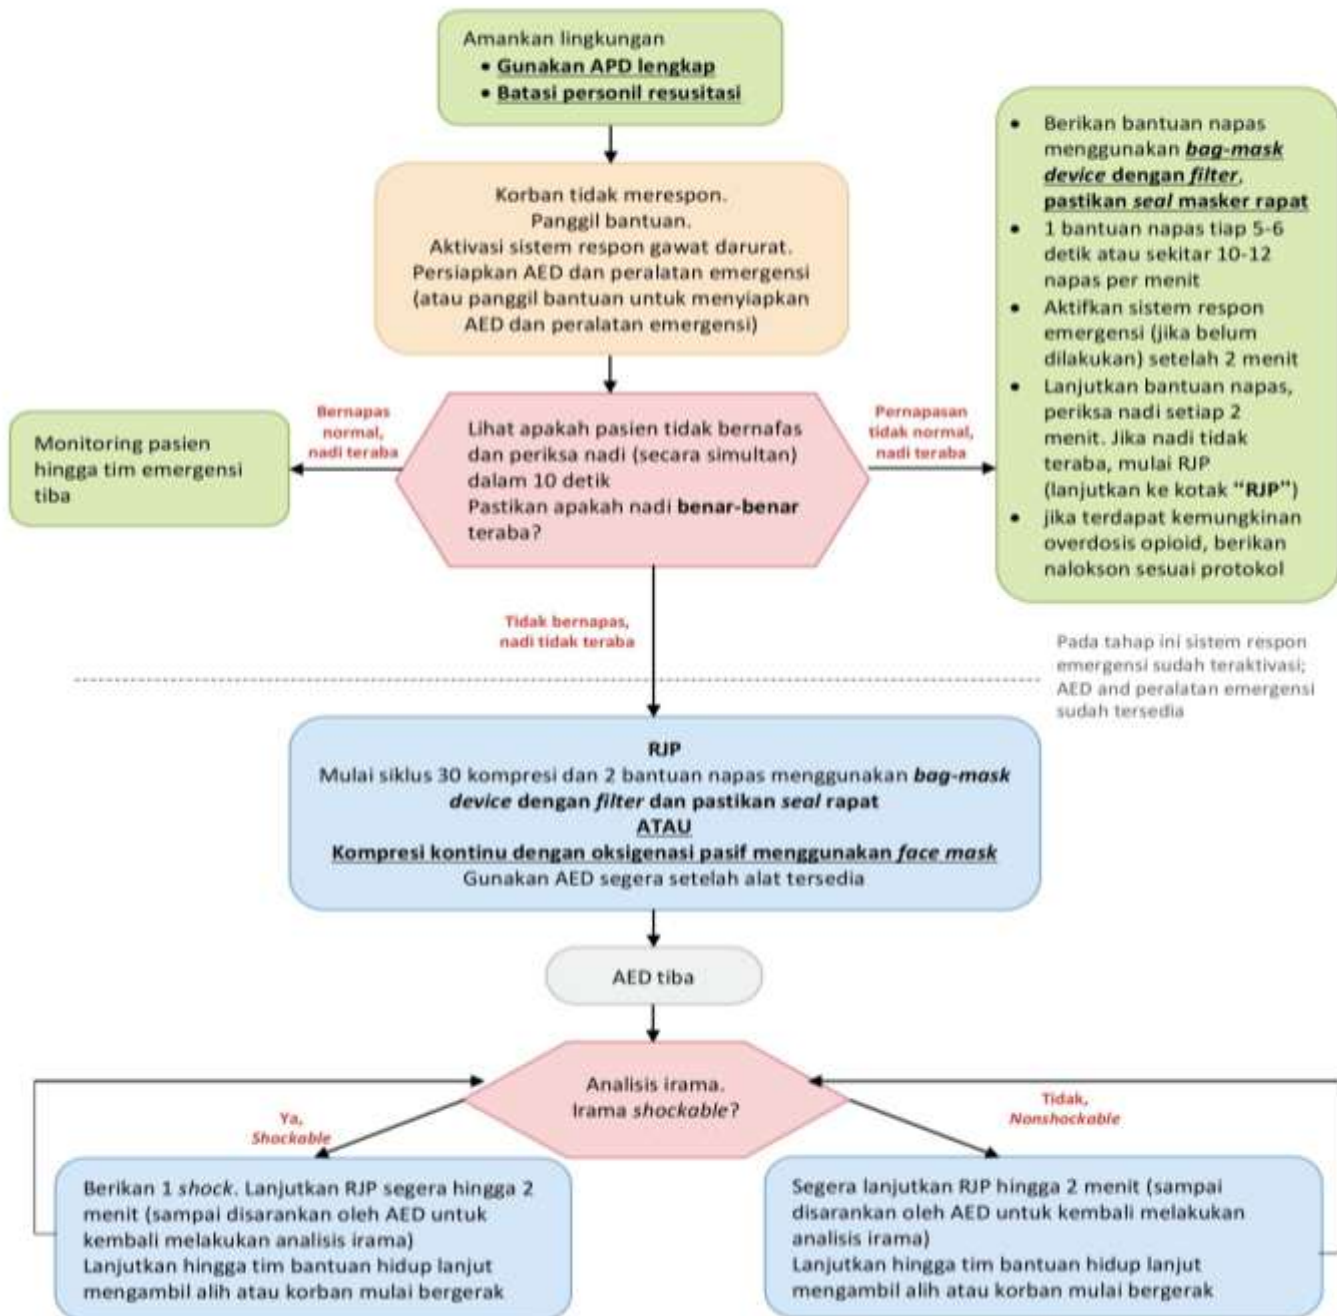 Amankan lingkungan
• Gunakan APD lengkap
• Batasi personil resusitasi
Korban tidak merespon.
Panggil bantuan.
Aktivasi sistem respon gawat darurat.
Persiapkan AED dan peralatan emergensi
(atau panggil bantuan untuk menyiapkan
AED dan peralatan emergensi)
Bernapas
normal,
nadi teraba
Monitoring pasien
hingga tim emergensi
tiba
Lihat apakah pasien tidak bernafas
dan periksa nadi (secara simultan)
dalam 10 detik
Pastikan apakah nadi benar-benar
teraba?
Pernapasan
tidak normal,
nadi teraba
• Berikan bantuan napas
menggunakan bag-mask
device dengan filter,
pastikan seal masker rapat
• 1 bantuan napas tiap 5-6
detik atau sekitar 10-12
napas per menit
• Aktifkan sistem respon
emergensi (jika belum
dilakukan) setelah 2 menit
• Lanjutkan bantuan napas,
periksa nadi setiap 2
menit. Jika nadi tidak
teraba, mulai RJP
(lanjutkan ke kotak “RJP”)
• jika terdapat kemungkinan
overdosis opioid, berikan
nalokson sesuai protokol
Tidak bernapas,
nadi tidak teraba
Pada tahap ini sistem respon
emergensi sudah teraktivasi;
AED and peralatan emergensi
sudah tersedia
RJP
Mulai siklus 30 kompresi dan 2 bantuan napas menggunakan bag-mask
device dengan filter dan pastikan seal rapat
ATAU
Kompresi kontinu dengan oksigenasi pasif menggunakan face mask
Gunakan AED segera setelah alat tersedia
AED tiba
Analisis irama.
Irama shockable?
Ya,
Shockable
Tidak,
Nonshockable
Berikan 1 shock. Lanjutkan RJP segera hingga 2
menit (sampai disarankan oleh AED untuk
kembali melakukan analisis irama)
Lanjutkan hingga tim bantuan hidup lanjut
mengambil alih atau korban mulai bergerak
Segera lanjutkan RJP hingga 2 menit (sampai
disarankan oleh AED untuk kembali melakukan
analisis irama)
Lanjutkan hingga tim bantuan hidup lanjut
mengambil alih atau korban mulai bergerak